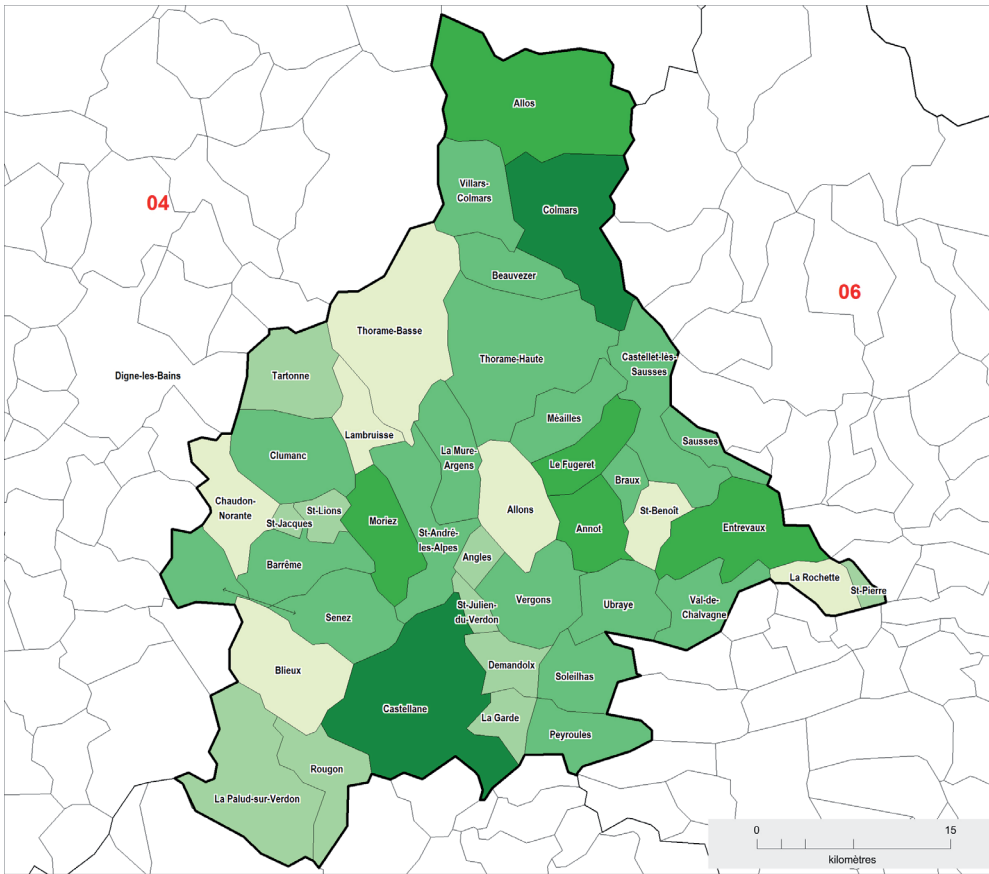 Allos
Villars-
Colmars
Colmars
04
Beauvezer
06
Thorame-Basse
Thorame-Haute
Castellet-lès-
Sausses
Digne-les-Bains
Tartonne
Méailles
Lambruisse
Sausses
La Mure-
Argens
Clumanc
Le Fugeret
Braux
Chaudon-
Norante
St-Lions
St-Jacques
Moriez
Allons
St-Benoît
Annot
Entrevaux
St-André-
les-Alpes
Angles
Barrême
La Rochette
St-Pierre
Vergons
Ubraye
Val-de-
Chalvagne
St-Julien-
du-Verdon
Senez
Blieux
Demandolx
Soleilhas
Castellane
La Garde
Peyroules
Rougon
La Palud-sur-Verdon
0
15
kilomètres